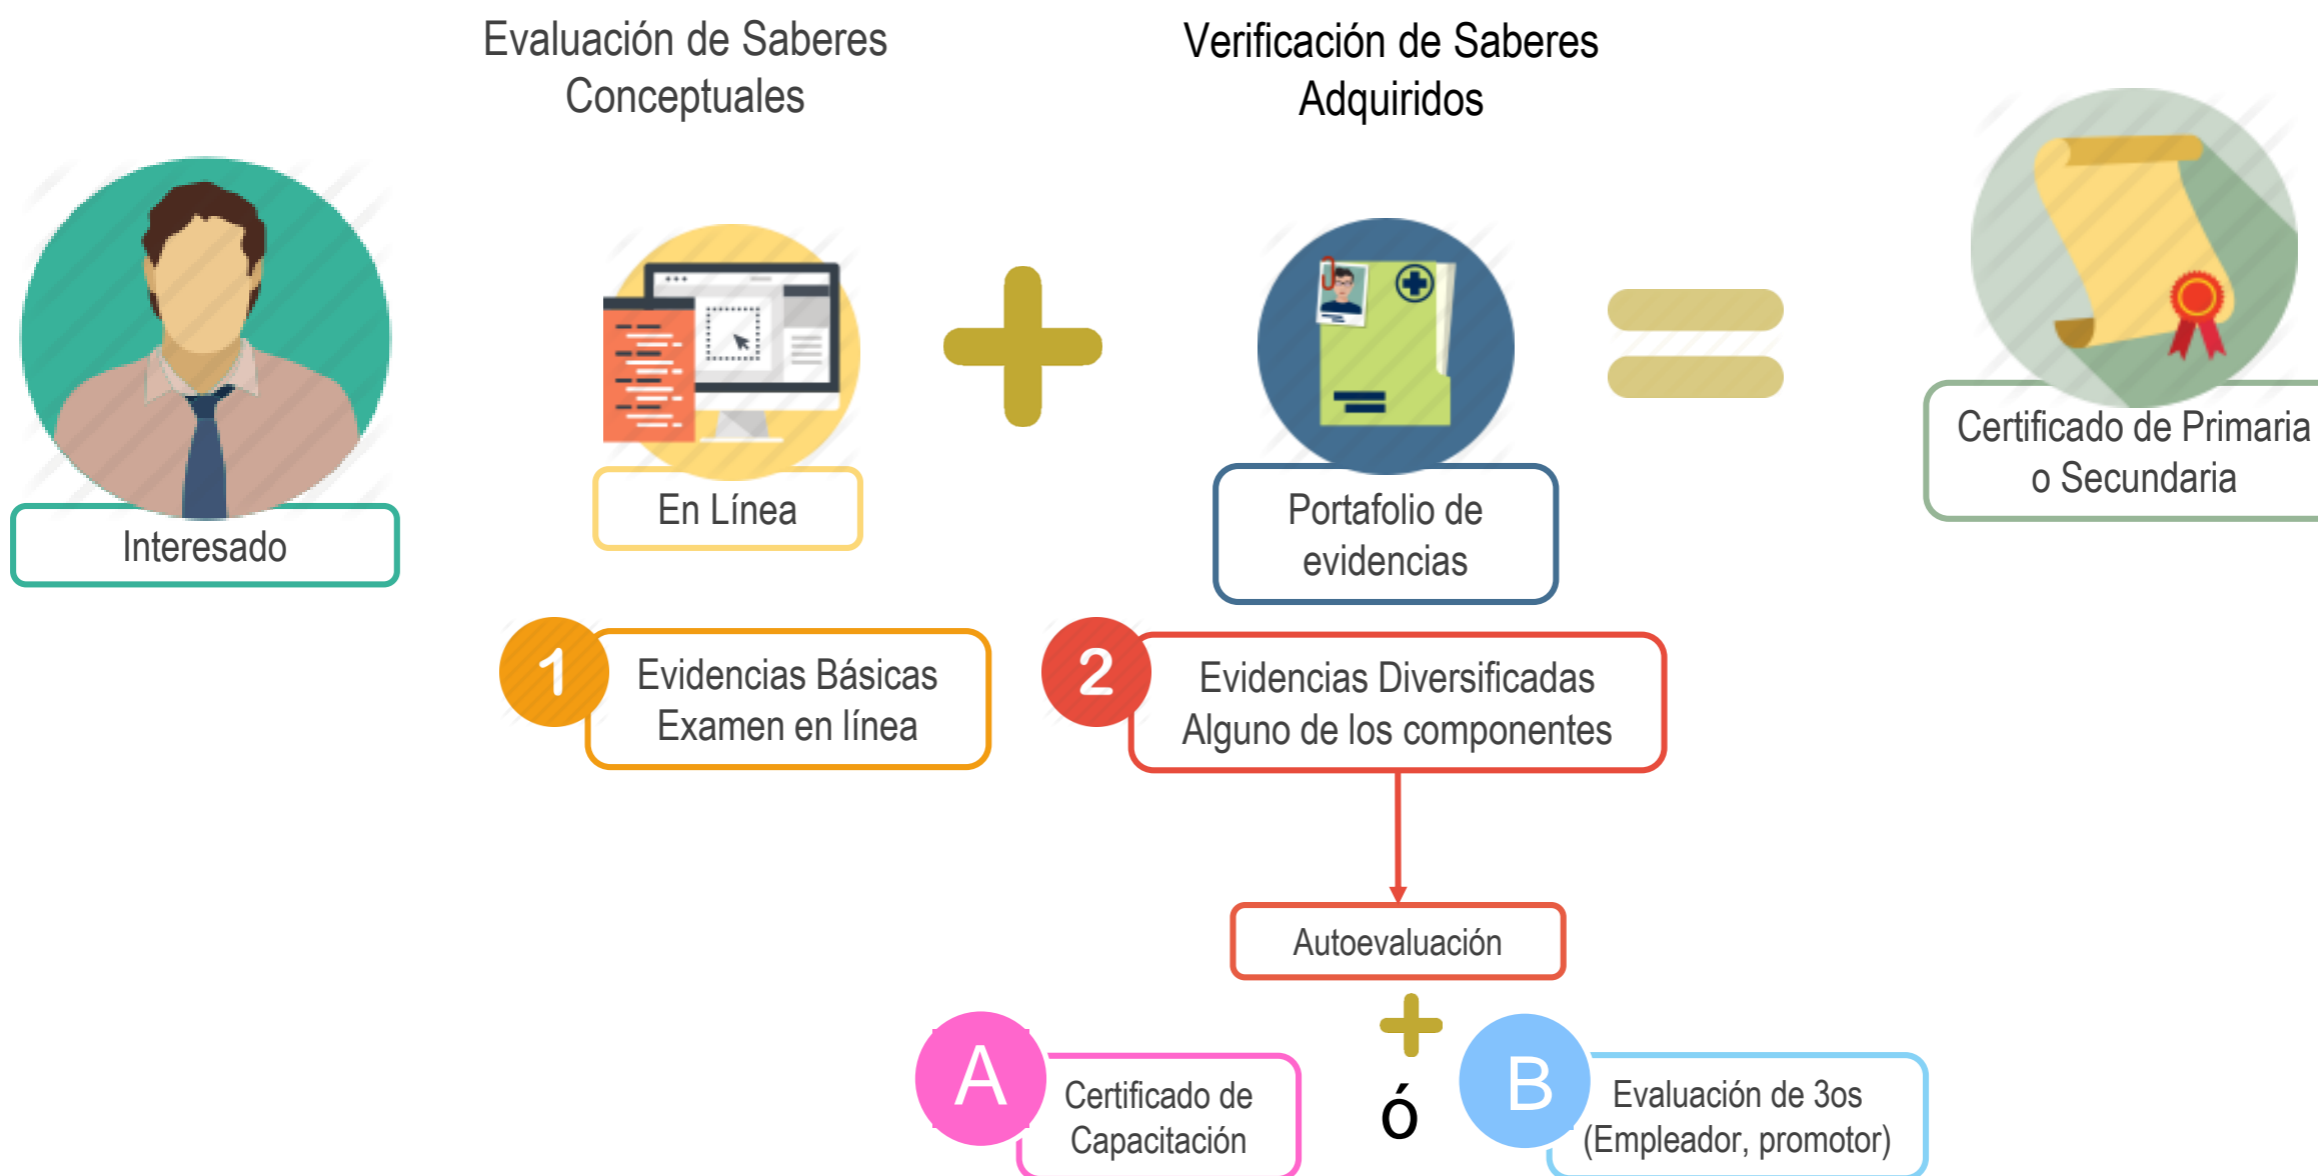 Evaluación de Saberes
Conceptuales
Verificación de Saberes
Adquiridos
Interesado
En Línea
Portafolio de
evidencias
Certificado de Primaria
o Secundaria
1
Evidencias Básicas
Examen en línea
2
Evidencias Diversificadas
Alguno de los componentes
Autoevaluación
A
Certificado de
Capacitación
ó
B
Evaluación de 3os
(Empleador, promotor)